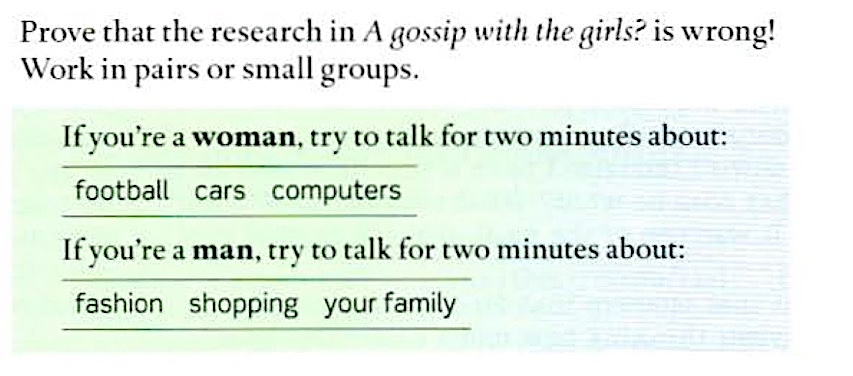 Prove that the research in A gossip with the girls? is wrong!
Work in pairs or small groups.
If you're a woman, try to talk for two minutes about:
football cars computers
If you're a man, try to talk for two minutes about:
fashion shopping your family